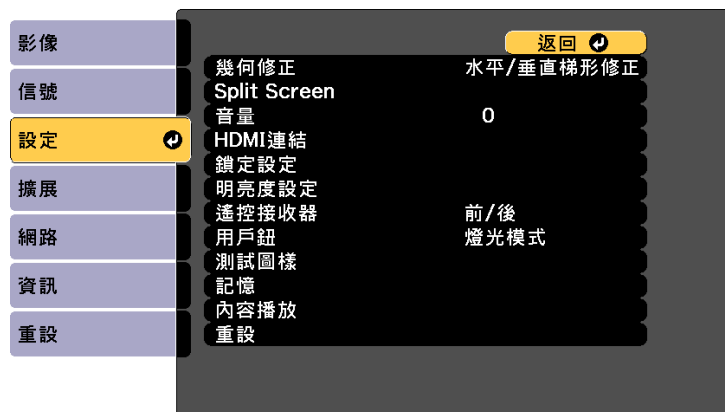 影像
信號
設定
擴展
網路
資訊
重設
返回
幾何修正 水平/垂直梯形修正
Split Screen
音量 0
HDMI連結
鎖定設定
明亮度設定
遙控接收器 前/後
用戶鈕 燈光模式
測試圖樣
記憶
內容播放
重設